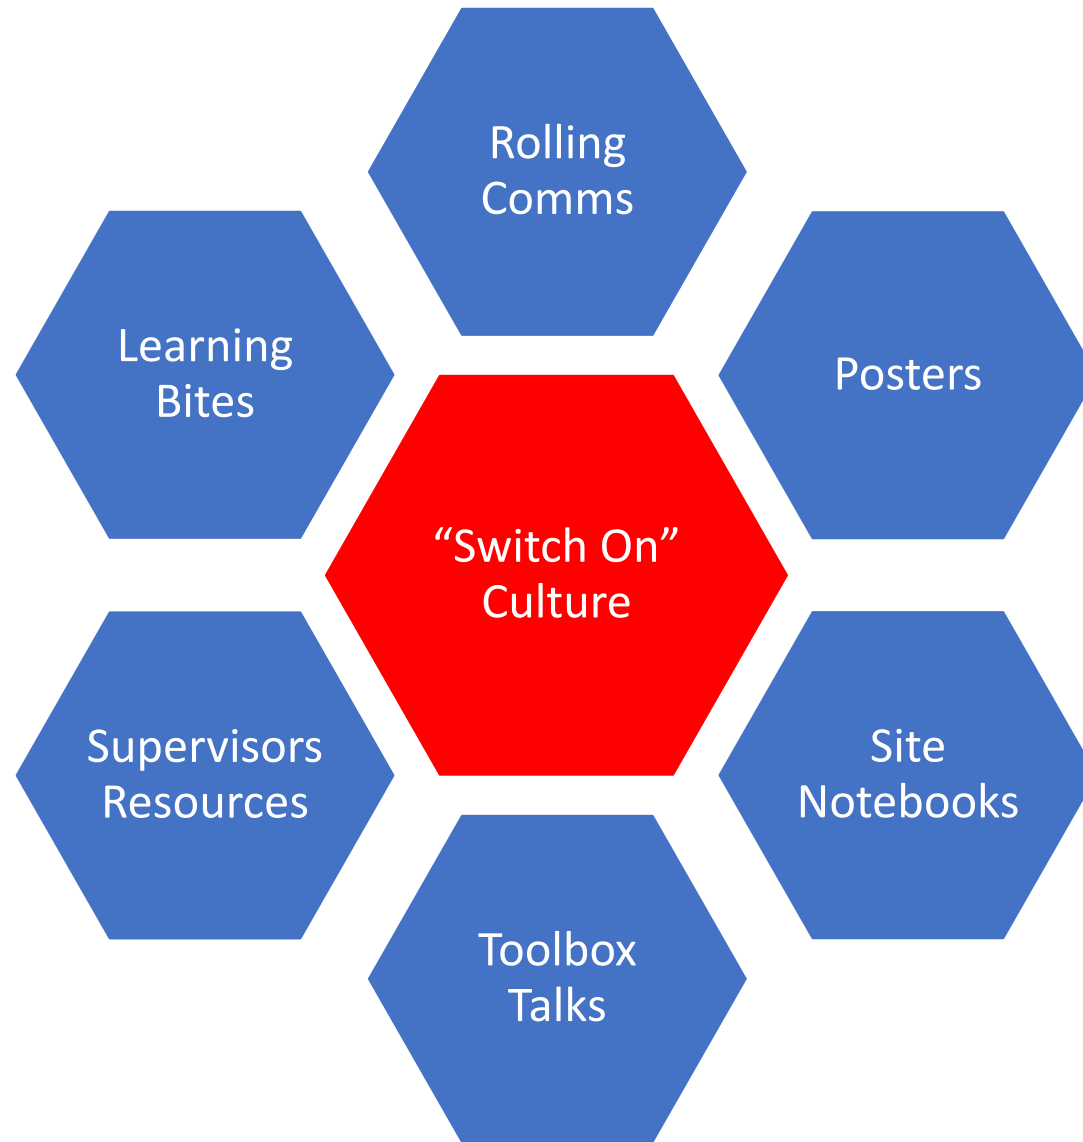 Rolling
Comms
Learning
Bites
Posters
“Switch On”
Culture
Supervisors
Resources
Site
Notebooks
Toolbox
Talks